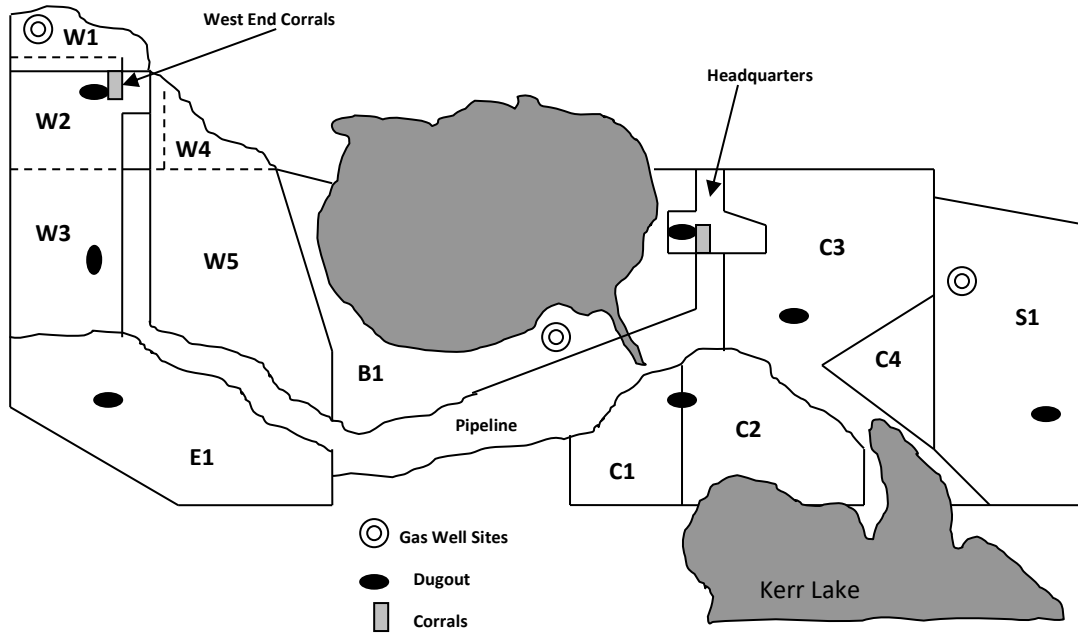 West End Corrals
W1
Headquarters
W2
W4
W3
W5
C3
S1
B1
C4
Pipeline
C2
E1
C1
Gas Well Sites
Dugout
Kerr Lake
Corrals